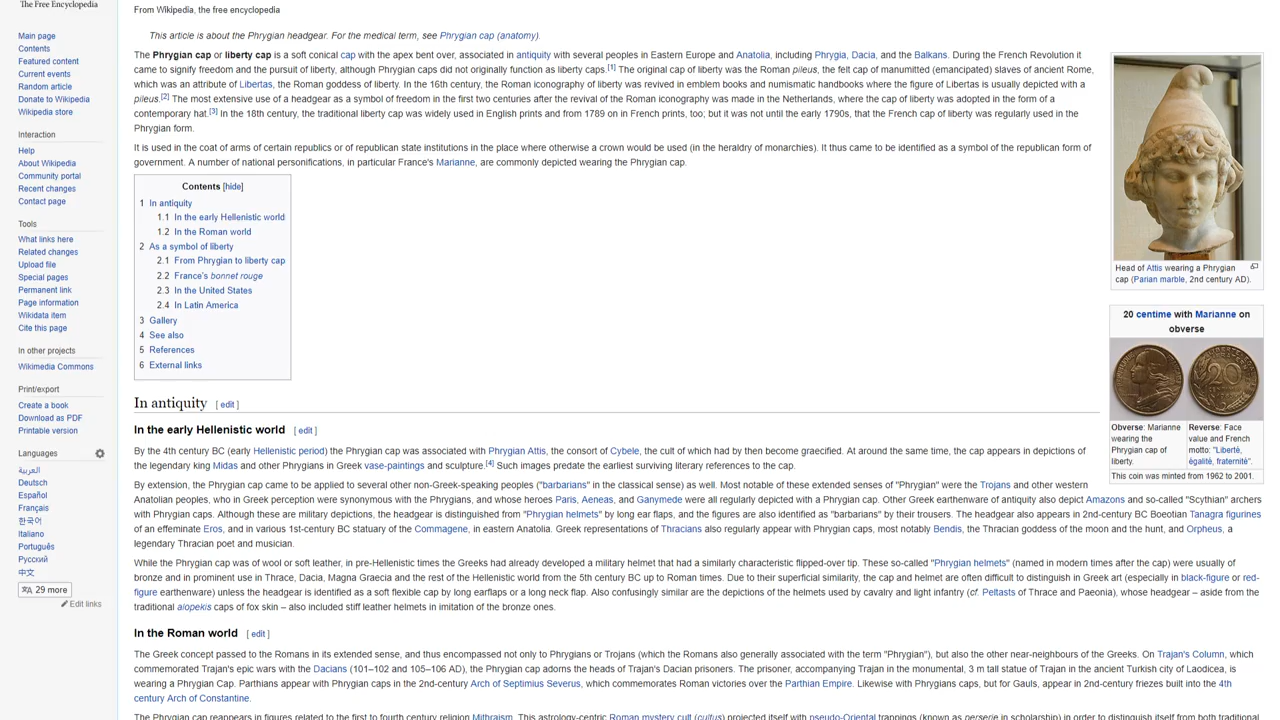 The Free Encyclopedia
Main page
Contents
Featured content
Current events
Random article
Donate to Wikipedia
Wikipedia store
Interaction
Help
About Wikipedia
Community portal
Recent changes
Contact page
Tools
What links here
Related changes
Upload file
Special pages
Permanent link
Page information
Wikidata item
Cite this page
In other projects
Wikimedia Commons
Print/export
Create a book
Download as PDF
Printable version
Languages
العربية
Deutsch
Español
Français
한국어
Italiano
Português
Русский
中文
29 more
Edit links
From Wikipedia, the free encyclopedia
This article is about the Phrygian headgear. For the medical term, see Phrygian cap (anatomy).
The Phrygian cap or liberty cap is a soft conical cap with the apex bent over, associated in antiquity with several peoples in Eastern Europe and Anatolia, including Phrygia, Dacia, and the Balkans. During the French Revolution it
came to signify freedom and the pursuit of liberty, although Phrygian caps did not originally function as liberty caps.[1] The original cap of liberty was the Roman pileus, the felt cap of manumitted (emancipated) slaves of ancient Rome,
which was an attribute of Libertas, the Roman goddess of liberty. In the 16th century, the Roman iconography of liberty was revived in emblem books and numismatic handbooks where the figure of Libertas is usually depicted with a
pileus.[2] The most extensive use of a headgear as a symbol of freedom in the first two centuries after the revival of the Roman iconography was made in the Netherlands, where the cap of liberty was adopted in the form of a
contemporary hat.[3] In the 18th century, the traditional liberty cap was widely used in English prints and from 1789 on in French prints, too; but it was not until the early 1790s, that the French cap of liberty was regularly used in the
Phrygian form.
It is used in the coat of arms of certain republics or of republican state institutions in the place where otherwise a crown would be used (in the heraldry of monarchies). It thus came to be identified as a symbol of the republican form of
government. A number of national personifications, in particular France's Marianne, are commonly depicted wearing the Phrygian cap.
Contents [hide]
1 In antiquity
1.1 In the early Hellenistic world
1.2 In the Roman world
2 As a symbol of liberty
2.1 From Phrygian to liberty cap
2.2 France's bonnet rouge
2.3 In the United States
2.4 In Latin America
3 Gallery
4 See also
5 References
6 External links
Head of Attis wearing a Phrygian
cap (Parian marble, 2nd century AD).
20 centime with Marianne on
obverse
20
Obverse: Marianne
wearing the
Phrygian cap of
liberty.
Reverse: Face
value and French
motto: "Liberté,
égalité, fraternité".
This coin was minted from 1962 to 2001.
In antiquity [ edit ]
In the early Hellenistic world [ edit ]
By the 4th century BC (early Hellenistic period) the Phrygian cap was associated with Phrygian Attis, the consort of Cybele, the cult of which had by then become graecified. At around the same time, the cap appears in depictions of
the legendary king Midas and other Phrygians in Greek vase-paintings and sculpture.[4] Such images predate the earliest surviving literary references to the cap.
By extension, the Phrygian cap came to be applied to several other non-Greek-speaking peoples ("barbarians" in the classical sense) as well. Most notable of these extended senses of "Phrygian" were the Trojans and other western
Anatolian peoples, who in Greek perception were synonymous with the Phrygians, and whose heroes Paris, Aeneas, and Ganymede were all regularly depicted with a Phrygian cap. Other Greek earthenware of antiquity also depict Amazons and so-called "Scythian" archers
with Phrygian caps. Although these are military depictions, the headgear is distinguished from "Phrygian helmets" by long ear flaps, and the figures are also identified as "barbarians" by their trousers. The headgear also appears in 2nd-century BC Boeotian Tanagra figurines
of an effeminate Eros, and in various 1st-century BC statuary of the Commagene, in eastern Anatolia. Greek representations of Thracians also regularly appear with Phrygian caps, most notably Bendis, the Thracian goddess of the moon and the hunt, and Orpheus, a
legendary Thracian poet and musician.
While the Phrygian cap was of wool or soft leather, in pre-Hellenistic times the Greeks had already developed a military helmet that had a similarly characteristic flipped-over tip. These so-called "Phrygian helmets" (named in modern times after the cap) were usually of
bronze and in prominent use in Thrace, Dacia, Magna Graecia and the rest of the Hellenistic world from the 5th century BC up to Roman times. Due to their superficial similarity, the cap and helmet are often difficult to distinguish in Greek art (especially in black-figure or red-
figure earthenware) unless the headgear is identified as a soft flexible cap by long earflaps or a long neck flap. Also confusingly similar are the depictions of the helmets used by cavalry and light infantry (cf. Peltasts of Thrace and Paeonia), whose headgear – aside from the
traditional alopekis caps of fox skin – also included stiff leather helmets in imitation of the bronze ones.
In the Roman world [ edit ]
The Greek concept passed to the Romans in its extended sense, and thus encompassed not only to Phrygians or Trojans (which the Romans also generally associated with the term "Phrygian"), but also the other near-neighbours of the Greeks. On Trajan's Column, which
commemorated Trajan's epic wars with the Dacians (101–102 and 105–106 AD), the Phrygian cap adorns the heads of Trajan's Dacian prisoners. The prisoner, accompanying Trajan in the monumental, 3 m tall statue of Trajan in the ancient Turkish city of Laodicea, is
wearing a Phrygian Cap. Parthians appear with Phrygian caps in the 2nd-century Arch of Septimius Severus, which commemorates Roman victories over the Parthian Empire. Likewise with Phrygians caps, but for Gauls, appear in 2nd-century friezes built into the 4th
century Arch of Constantine.
The Phrygian cap reappears in figures related to the first to fourth century religion Mithraism. This astrology-centric Roman mystery cult (cultus) projected itself with pseudo-Oriental trappings (known as perserie in scholarship) in order to distinguish itself from both traditional